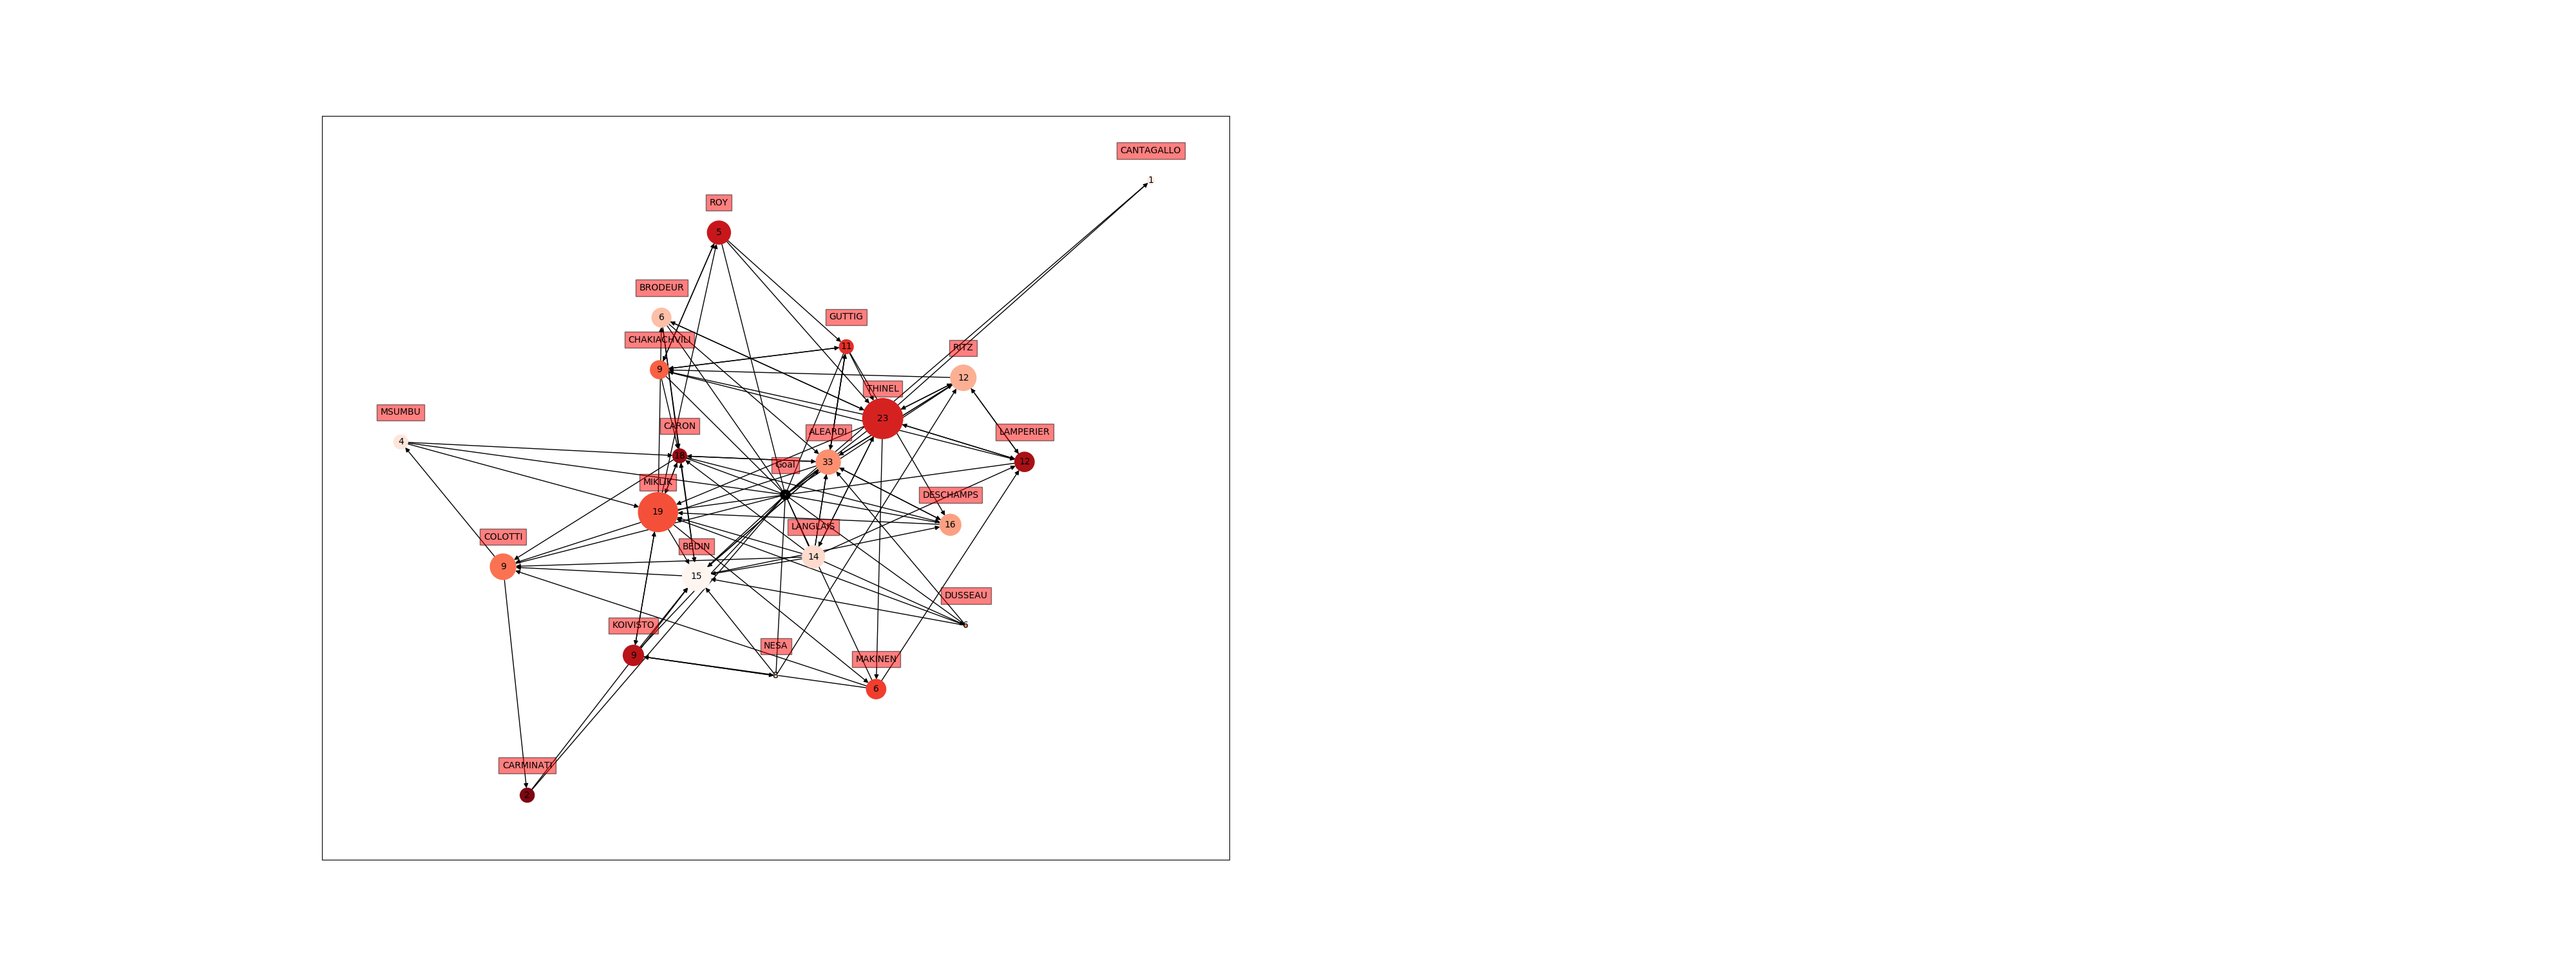 CANTAGALLO
1
ROY
5
BRODEUR
6
GUTTIG
11
CHAKIACHVILI
9
RITZ
12
THINEL
23
MSUMBU
4
CARON
18
ALEARDI
33
LAMPERIER
12
Goal
MIKLIK
19
DESCHAMPS
16
LANGLAIS
14
COLOTTI
9
BEDIN
15
DUSSEAU
6
KOIVISTO
9
NESA
MAKINEN
6
CARMINATI
2